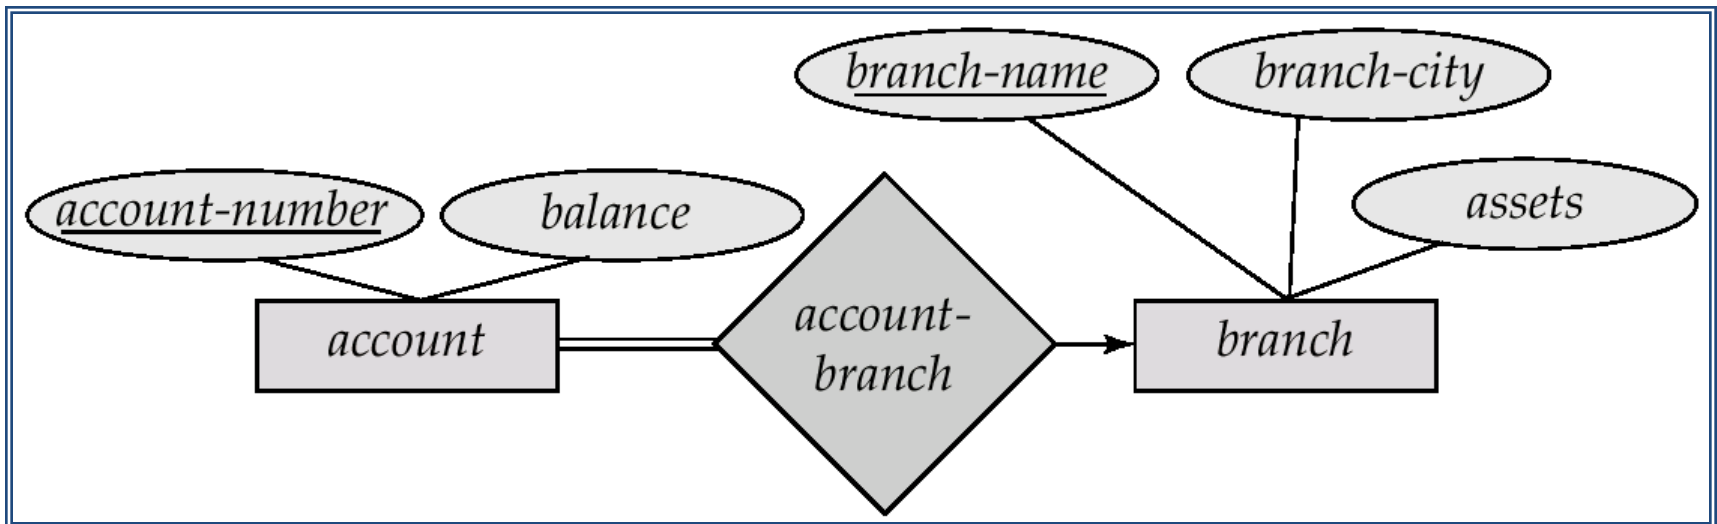 branch-name
branch-city
account-number
balance
assets
account
account-
branch
branch